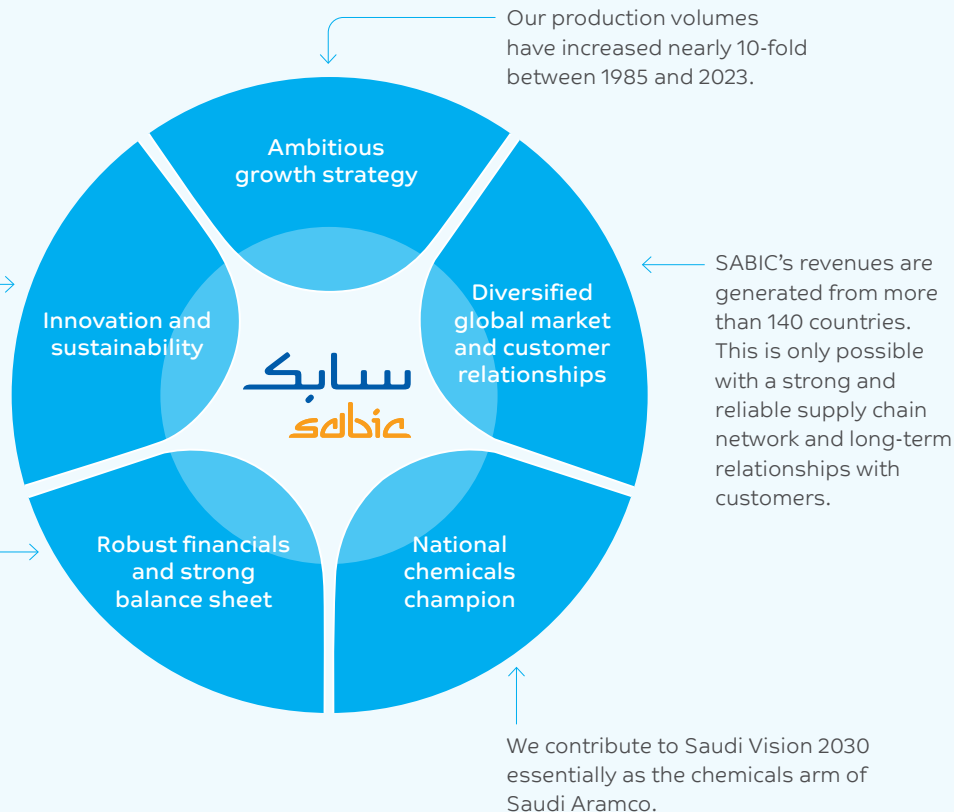 Our production volumes
have increased nearly 10-fold
between 1985 and 2023.
Ambitious
growth strategy
SABIC’s revenues are
generated from more
than 140 countries.
This is only possible
with a strong and
reliable supply chain
network and long-term
relationships with
customers.
Diversified
global market
and customer
relationships
Innovation and
sustainability
سابک
sabic
Robust financials
and strong
balance sheet
National
chemicals
champion
We contribute to Saudi Vision 2030
essentially as the chemicals arm of
Saudi Aramco.